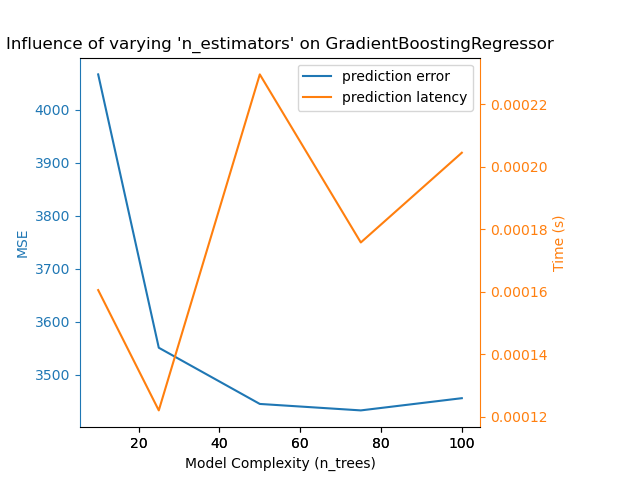 Influence of varying 'n_estimators' on GradientBoostingRegressor
prediction error
prediction latency
4000
3900
3800
3700
3600
3500
MSE
0.00022
0.00020
0.00018
0.00016
0.00014
0.00012
Time (s)
20 40 60 80 100
Model Complexity (n_trees)